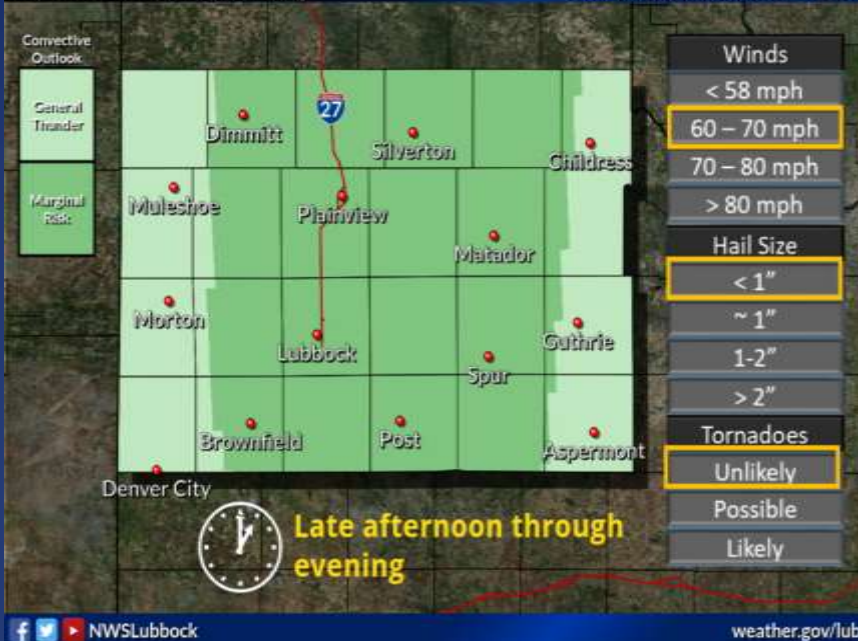 Convective
Outlook
General
Thunder
Marginal
Risk
27
Dimmitt
Silverton
Childress
Muleshoe
Plainview
Matador
Morton
Lubbock
Guthrie
Spur
Brownfield
Post
Aspermont
Denver City
Late afternoon through
evening
Winds
< 58 mph
60 – 70 mph
70 – 80 mph
> 80 mph
Hail Size
< 1”
~ 1”
1-2”
> 2”
Tornadoes
Unlikely
Possible
Likely
NWSLubbock
weather.gov/lub